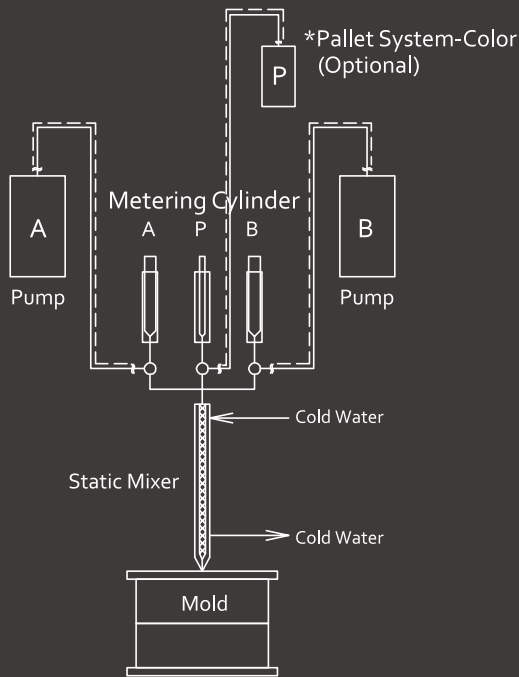 *Pallet System-Color
(Optional)
P
A
B
Metering Cylinder
A P B
Pump
Pump
Cold Water
Static Mixer
Cold Water
Mold